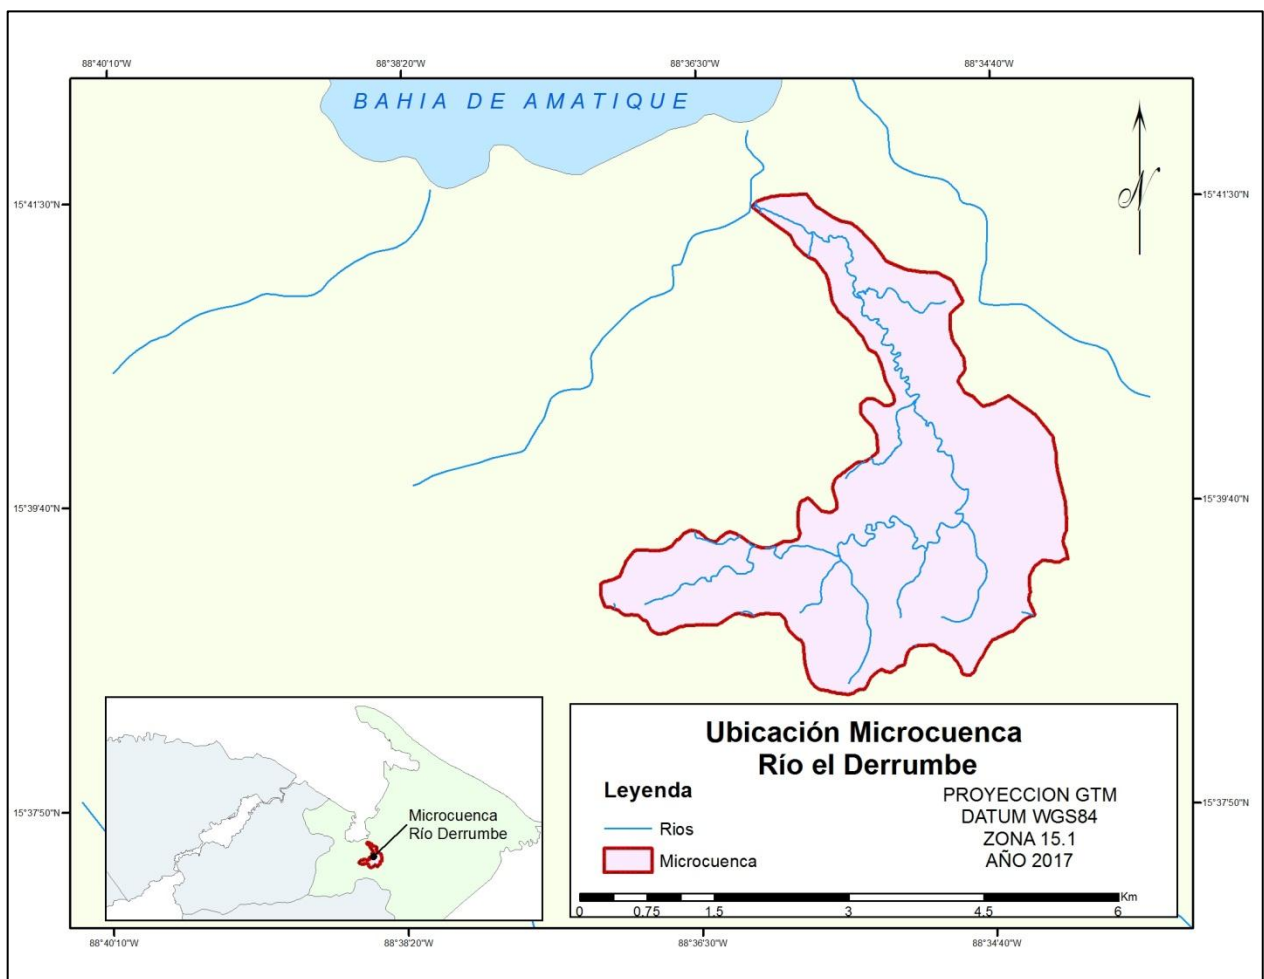 88°40'10"W 88°38'20"W 88°36'30"W 88°34'40"W
BAHIA DE AMATIQUE
N
15°41'30"N 15°41'30"N
15°39'40"N 15°39'40"N
15°37'50"N 15°37'50"N
Microcuenca
Río Derrumbe
Ubicación Microcuenca
Río el Derrumbe
Leyenda
Rios
Microcuenca
PROYECCION GTM
DATUM WGS84
ZONA 15.1
AÑO 2017
Km
0 0.75 1.5 3 4.5 6
88°40'10"W 88°38'20"W 88°36'30"W 88°34'40"W